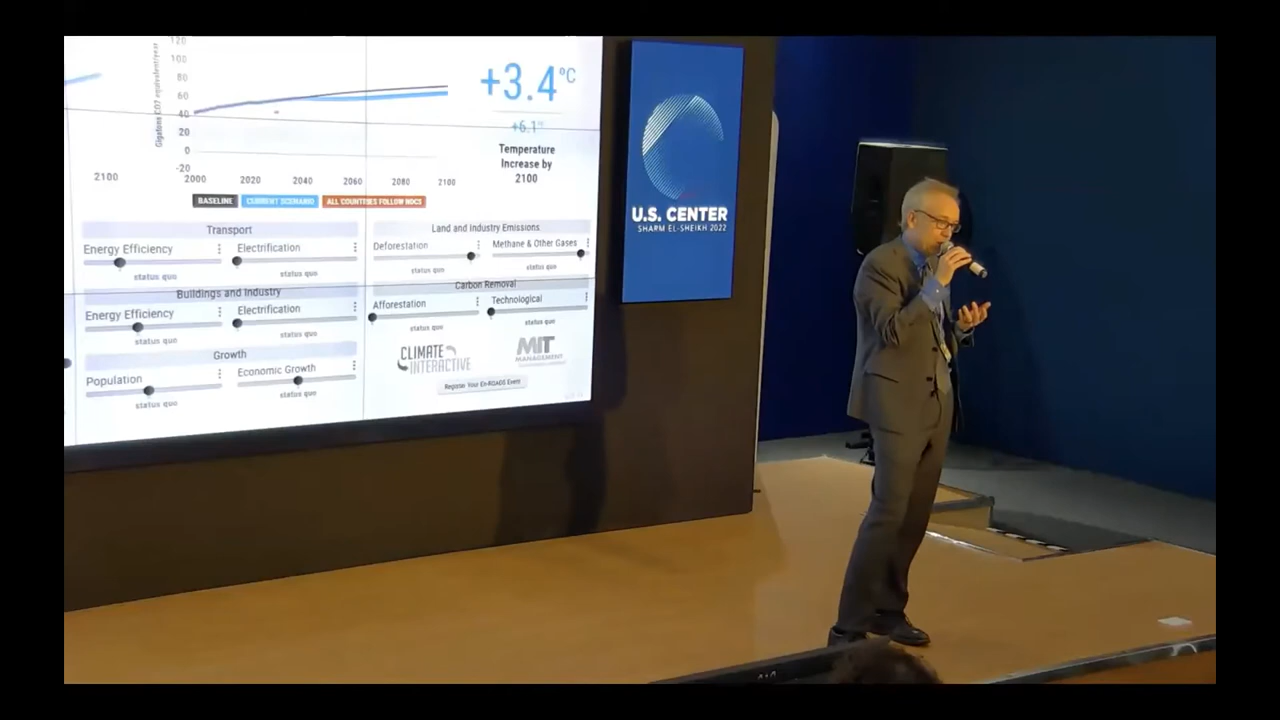 120
100
80
60
40
20
0
-20
Gigatons CO2 equivalent/year
2100
2000
2020
2040
2060
2080
2100
+3.4°C
+6.1°F
Temperature
Increase by
2100
BASELINE
CURRENT SCENARIO
ALL COUNTRIES FOLLOW NDCS
Transport
Energy Efficiency
Electrification
status quo
status quo
Buildings and Industry
Energy Efficiency
Electrification
status quo
status quo
Growth
Population
Economic Growth
status quo
status quo
Land and Industry Emissions
Deforestation
Methane & Other Gases
status quo
status quo
Carbon Removal
Afforestation
Technological
status quo
status quo
CLIMATE
INTERACTIVE
MIT
MANAGEMENT
Register Your En-ROADS Event
U.S. CENTER
SHARM EL-SHEIKH 2022